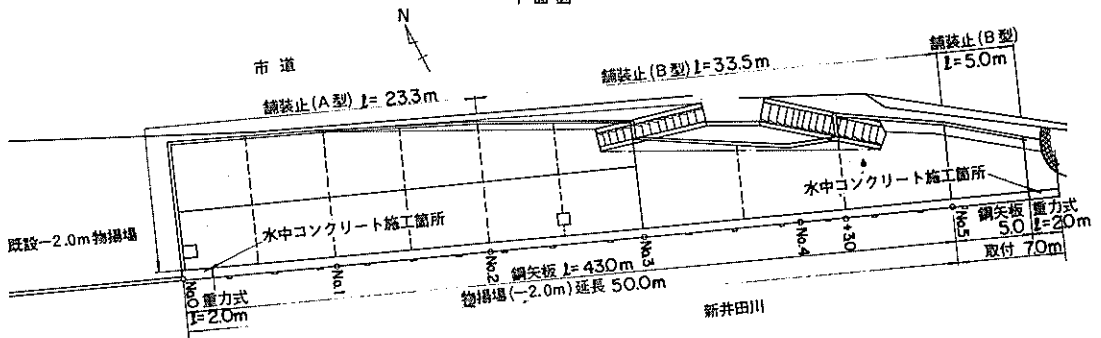 平面図
N
市道
舗装止(A型) l=23.3m
舗装止(B型) l=33.5m
舗装止(B型)
l=5.0m
既設-2.0m物揚場
水中コンクリート施工箇所
水中コンクリート施工箇所
No.0
重力式
l=2.0m
No.1
No.2
No.3
No.4
+3.0
No.5
鋼矢板 l=43.0m
物揚場(-2.0m)延長 50.0m
鋼矢板
5.0
重力式
l=2.0m
取付 7.0m
新井田川